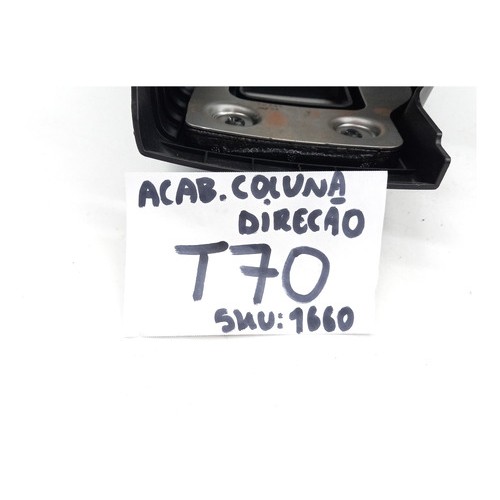 ACAB. COLUNA
DIRECÃO
T70
SKU: 1660